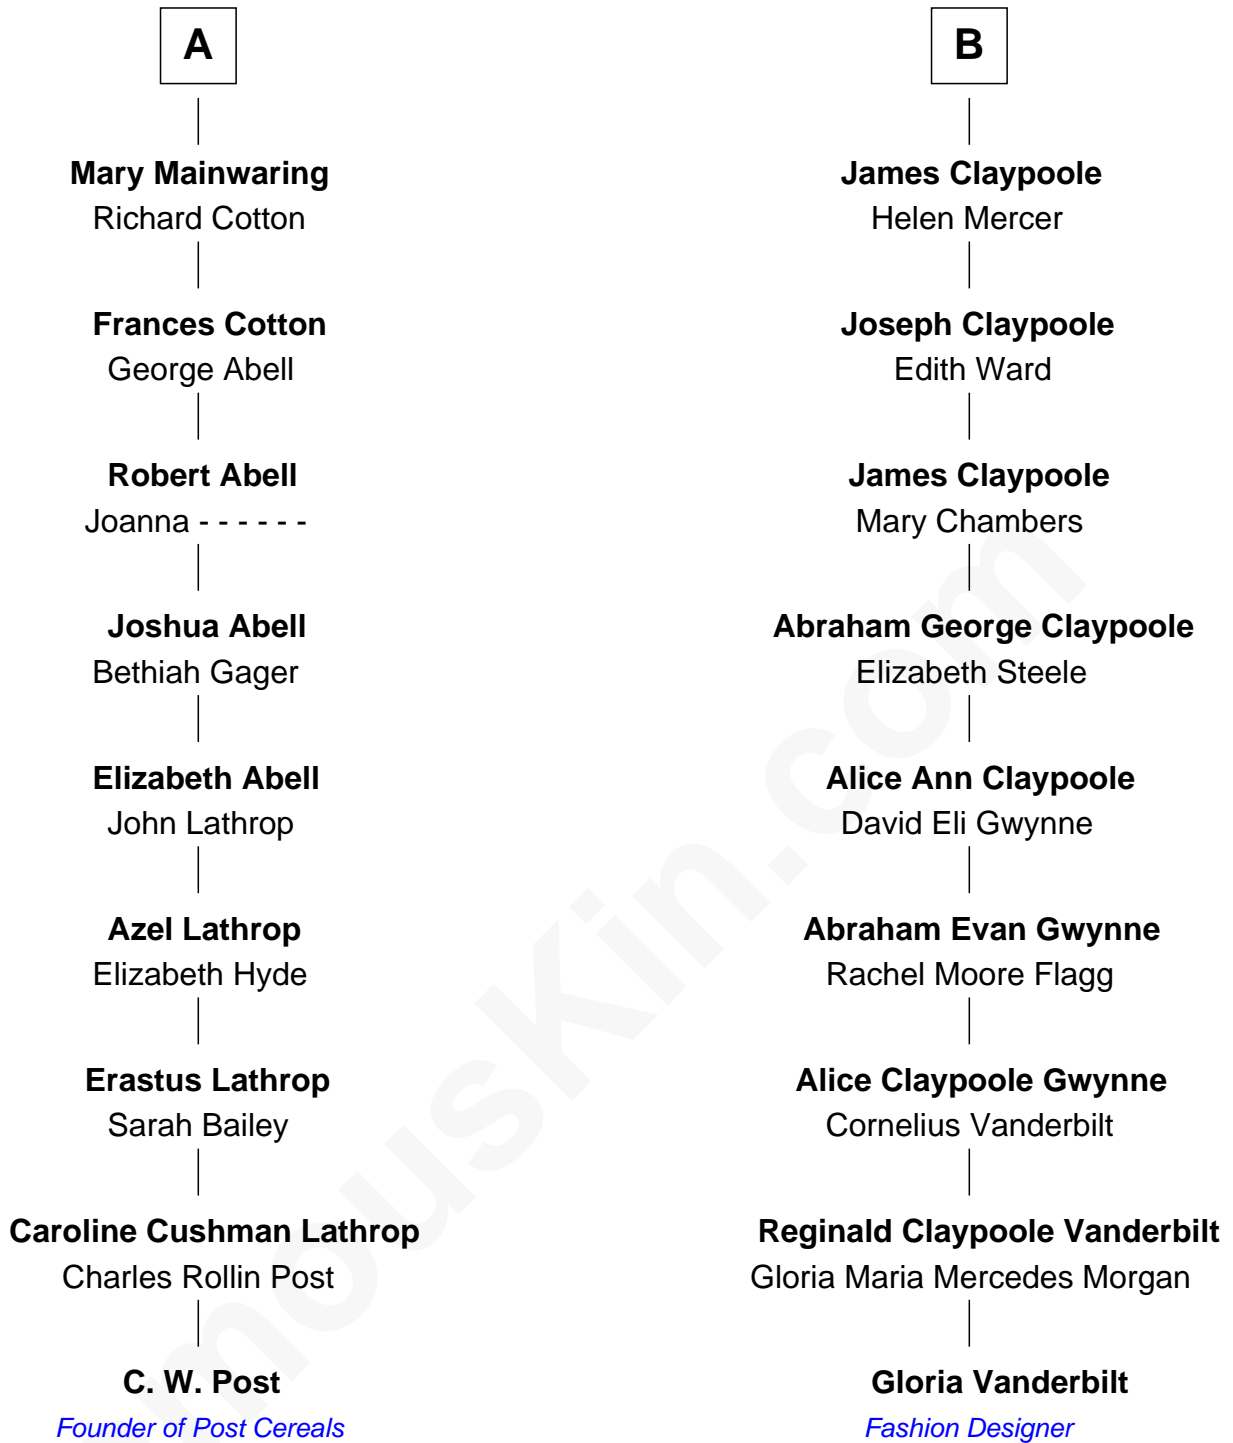 A
Mary Mainwaring
Richard Cotton
Frances Cotton
George Abell
Robert Abell
Joanna - - - - - -
Joshua Abell
Bethiah Gager
Elizabeth Abell
John Lathrop
Azel Lathrop
Elizabeth Hyde
Erastus Lathrop
Sarah Bailey
Caroline Cushman Lathrop
Charles Rollin Post
C. W. Post
Founder of Post Cereals
B
James Claypoole
Helen Mercer
Joseph Claypoole
Edith Ward
James Claypoole
Mary Chambers
Abraham George Claypoole
Elizabeth Steele
Alice Ann Claypoole
David Eli Gwynne
Abraham Evan Gwynne
Rachel Moore Flagg
Alice Claypoole Gwynne
Cornelius Vanderbilt
Reginald Claypoole Vanderbilt
Gloria Maria Mercedes Morgan
Gloria Vanderbilt
Fashion Designer
mousKin.com